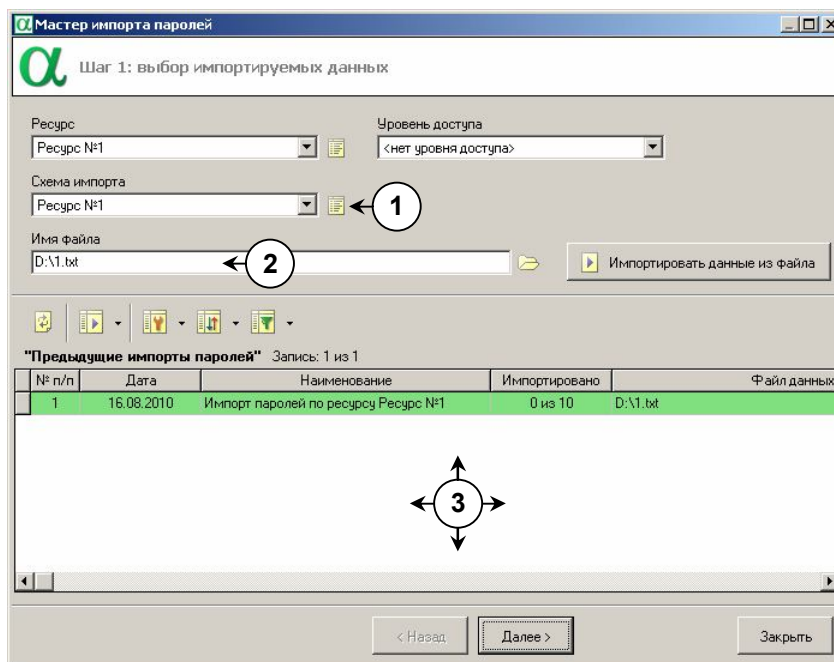 Мастер импорта паролей
Шаг 1: выбор импортируемых данных
Ресурс
Уровень доступа
Ресурс №1
<нет уровня доступа>
Схема импорта
Ресурс №1
1
Имя файла
D:\1.txt
2
Импортировать данные из файла
"Предыдущие импорты паролей" Запись: 1 из 1
№ п/п Дата Наименование Импортировано Файл данных
1 16.08.2010 Импорт паролей по ресурсу Ресурс №1 0 из 10 D:\1.txt
3
< Назад Далее > Закрыть